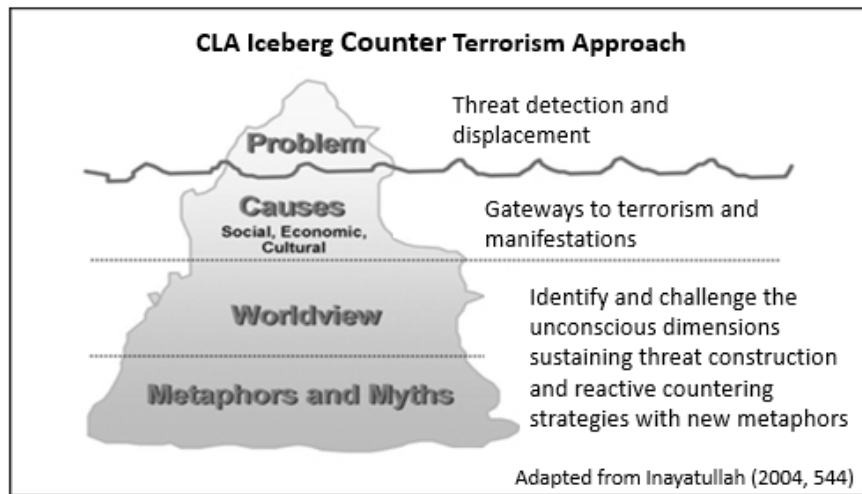 CLA Iceberg Counter Terrorism Approach
Threat detection and
displacement
Problem
Causes
Social, Economic,
Cultural
Gateways to terrorism and
manifestations
Worldview
Identify and challenge the
unconscious dimensions
sustaining threat construction
and reactive countering
strategies with new metaphors
Metaphors and Myths
Adapted from Inayatullah (2004, 544)